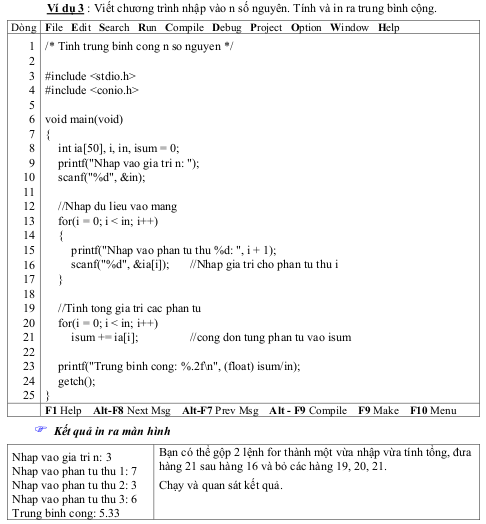 Ví dụ 3 : Viết chương trình nhập vào n số nguyên. Tính và in ra trung bình cộng.
Dòng File Edit Search Run Compile Debug Project Option Window Help
1 /* Tinh trung binh cong n so nguyen */
2
3 #include <stdio.h>
4 #include <conio.h>
5
6 void main(void)
7 {
8 int ia[50], i, in, isum = 0;
9 printf("Nhap vao gia tri n: ");
10 scanf("%d", &in);
11
12 //Nhap du lieu vao mang
13 for(i = 0; i < in; i++)
14 {
15 printf("Nhap vao phan tu thu %d: ", i + 1);
16 scanf("%d", &ia[i]); //Nhap gia tri cho phan tu thu i
17 }
18
19 //Tinh tong gia tri cac phan tu
20 for(i = 0; i < in; i++)
21 isum += ia[i]; //cong don tung phan tu vao isum
22
23 printf("Trung binh cong: %.2f\n", (float) isum/in);
24 getch();
25 }
F1 Help Alt-F8 Next Msg Alt-F7 Prev Msg Alt - F9 Compile F9 Make F10 Menu
☞ Kết quả in ra màn hình
Nhap vao gia tri n: 3
Nhap vao phan tu thu 1: 7
Nhap vao phan tu thu 2: 3
Nhap vao phan tu thu 3: 6
Trung binh cong: 5.33
Bạn có thể gộp 2 lệnh for thành một vừa nhập vừa tính tổng, đưa
hàng 21 sau hàng 16 và bỏ các hàng 19, 20, 21.
Chạy và quan sát kết quả.